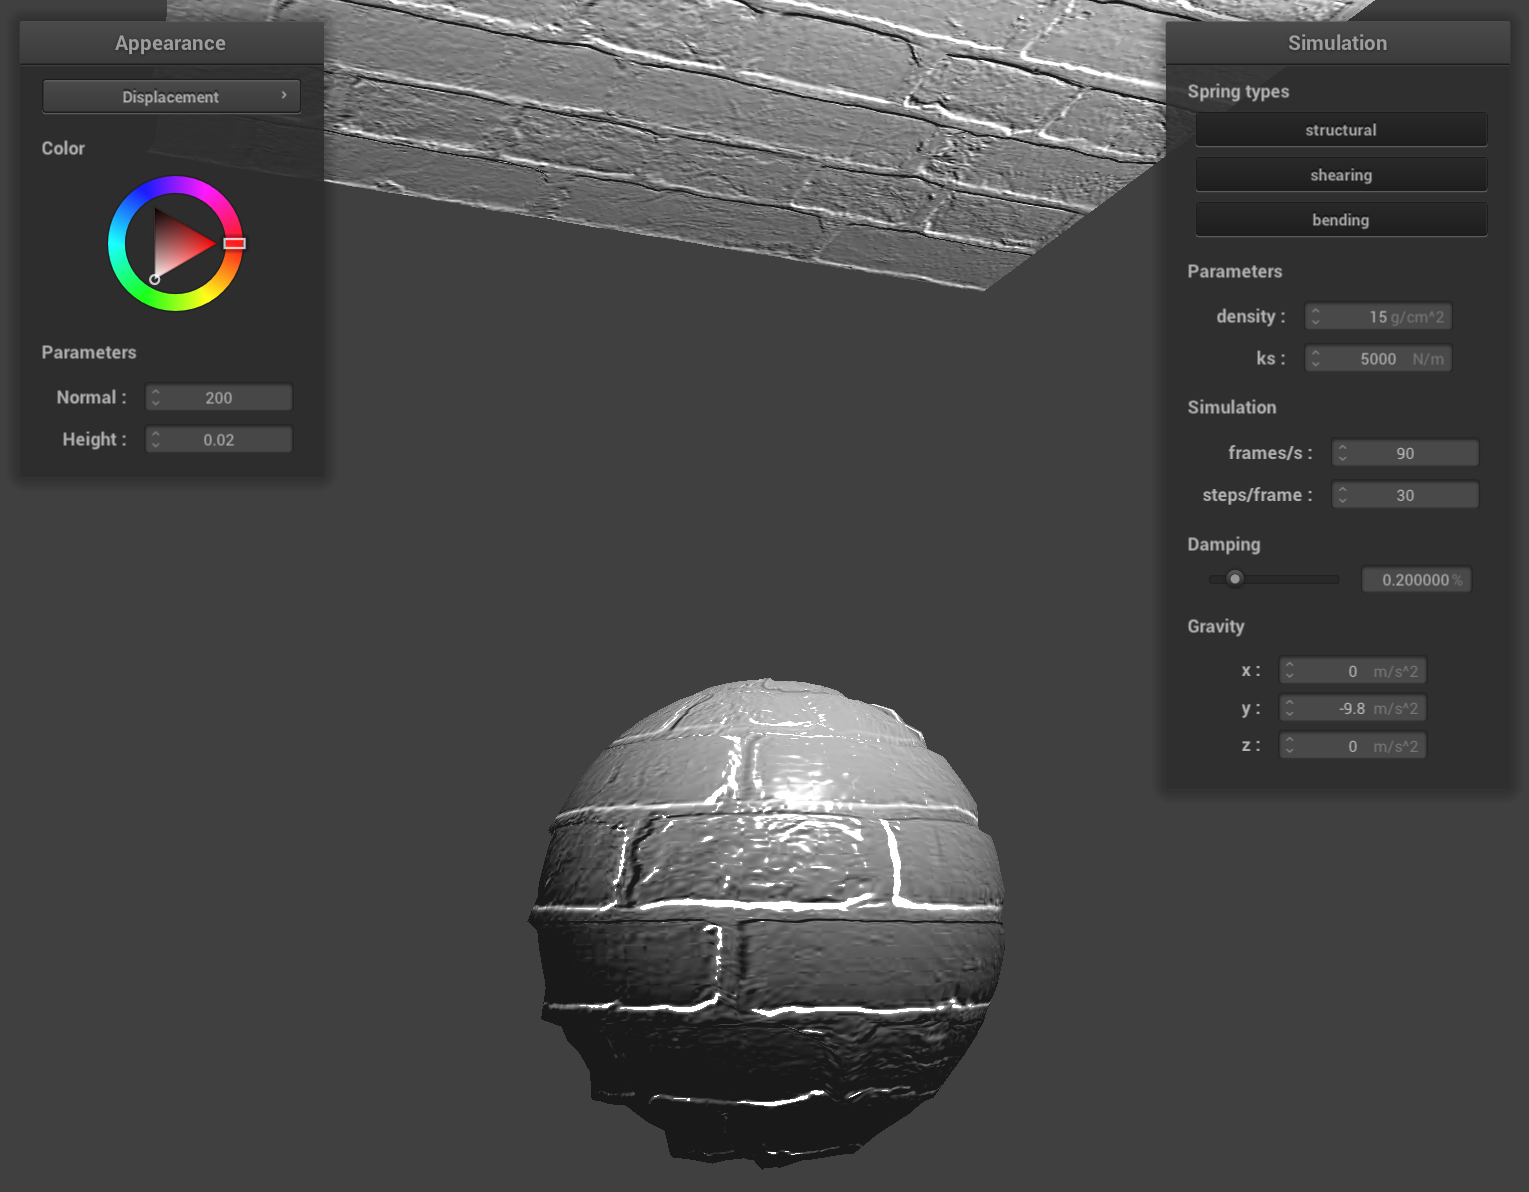 Appearance
Displacement
Color
Parameters
Normal : 200
Height : 0.02
Simulation
Spring types
structural
shearing
bending
Parameters
density : 15 g/cm^2
ks : 5000 N/m
Simulation
frames/s : 90
steps/frame : 30
Damping
0.200000 %
Gravity
x : 0 m/s^2
y : -9.8 m/s^2
z : 0 m/s^2